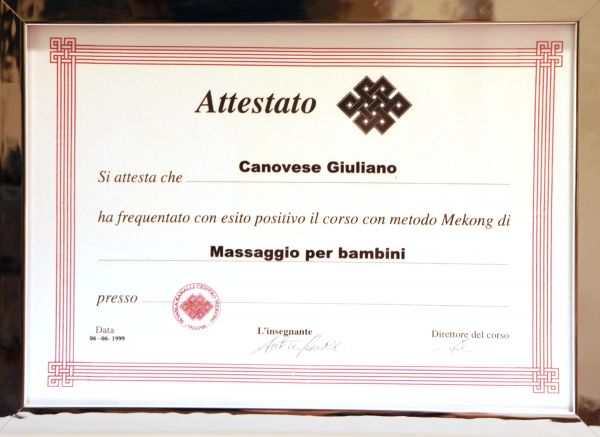 Attestato
Si attesta che Canovese Giuliano
ha frequentato con esito positivo il corso con metodo Mekong di
Massaggio per bambini
presso
Data L'insegnante Direttore del corso
06 -06- 1999